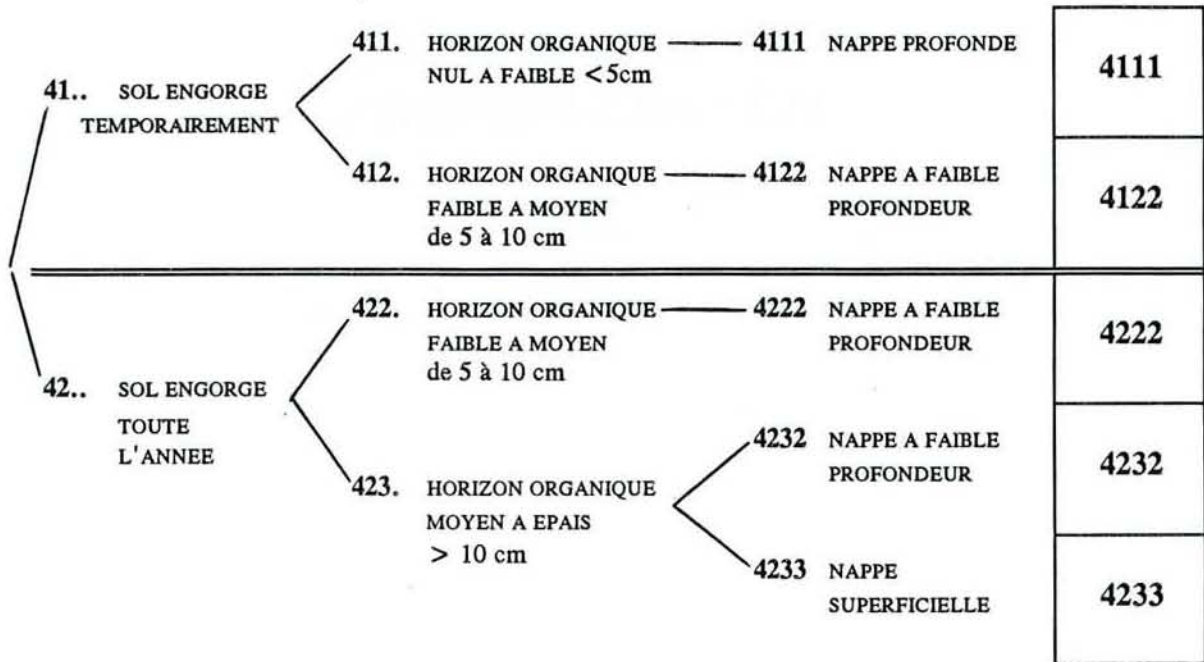 411. HORIZON ORGANIQUE 4111 NAPPE PROFONDE
NUL A FAIBLE <5cm
4111
41.. SOL ENGORGE
TEMPORAIREMENT
412. HORIZON ORGANIQUE 4122 NAPPE A FAIBLE
FAIBLE A MOYEN PROFONDEUR
de 5 à 10 cm
4122
422. HORIZON ORGANIQUE 4222 NAPPE A FAIBLE
FAIBLE A MOYEN PROFONDEUR
de 5 à 10 cm
4222
42.. SOL ENGORGE
TOUTE
L'ANNEE
4232 NAPPE A FAIBLE
PROFONDEUR
4232
423. HORIZON ORGANIQUE
MOYEN A EPAIS
> 10 cm
4233 NAPPE
SUPERFICIELLE
4233